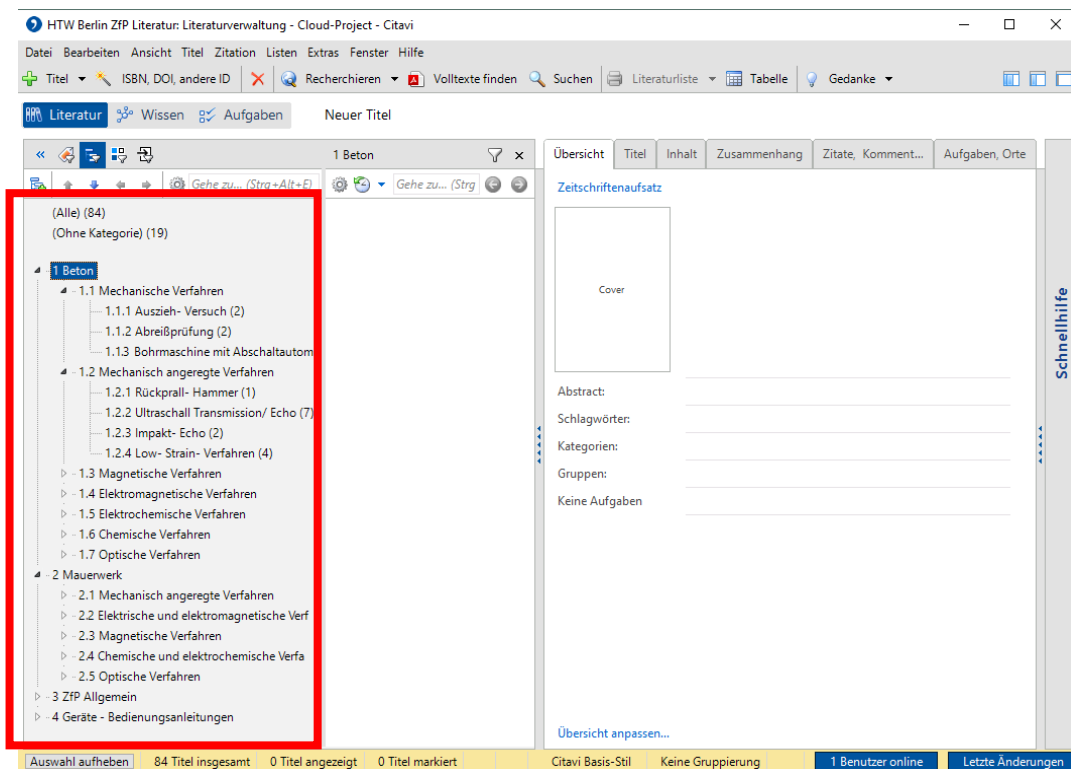 HTW Berlin ZfP Literatur: Literaturverwaltung - Cloud-Project - Citavi
Datei Bearbeiten Ansicht Titel Zitation Listen Extras Fenster Hilfe
Titel ISBN, DOI, andere ID Recherchieren Volltexte finden Suchen Literaturliste Tabelle Gedanke
Literatur Wissen Aufgaben Neuer Titel
1 Beton
Gehe zu... (Strg+Alt+E) Gehe zu... (Strg
(Alle) (84)
(Ohne Kategorie) (19)
1 Beton
1.1 Mechanische Verfahren
1.1.1 Auszieh- Versuch (2)
1.1.2 Abreißprüfung (2)
1.1.3 Bohrmaschine mit Abschaltautom
1.2 Mechanisch angeregte Verfahren
1.2.1 Rückprall- Hammer (1)
1.2.2 Ultraschall Transmission/ Echo (7)
1.2.3 Impakt- Echo (2)
1.2.4 Low- Strain- Verfahren (4)
1.3 Magnetische Verfahren
1.4 Elektromagnetische Verfahren
1.5 Elektrochemische Verfahren
1.6 Chemische Verfahren
1.7 Optische Verfahren
2 Mauerwerk
2.1 Mechanisch angeregte Verfahren
2.2 Elektrische und elektromagnetische Verf
2.3 Magnetische Verfahren
2.4 Chemische und elektrochemische Verfa
2.5 Optische Verfahren
3 ZfP Allgemein
4 Geräte - Bedienungsanleitungen
Übersicht Titel Inhalt Zusammenhang Zitate, Komment... Aufgaben, Orte
Zeitschriftenaufsatz
Cover
Abstract:
Schlagwörter:
Kategorien:
Gruppen:
Keine Aufgaben
Übersicht anpassen...
Schnellhilfe
Auswahl aufheben 84 Titel insgesamt 0 Titel angezeigt 0 Titel markiert Citavi Basis-Stil Keine Gruppierung 1 Benutzer online Letzte Änderungen